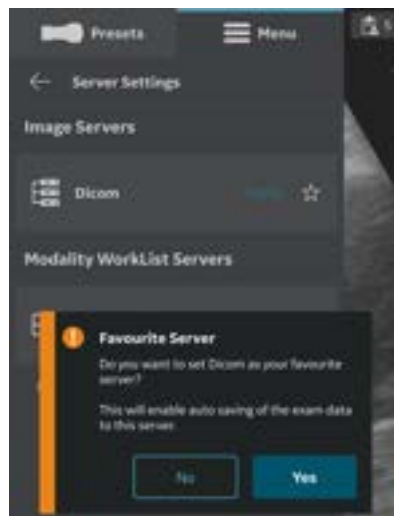 Presets
Menu
5
Server Settings
Image Servers
Dicom
Modality WorkList Servers
Favourite Server
Do you want to set Dicom as your favourite
server?
This will enable auto saving of the exam data
to this server.
No
Yes